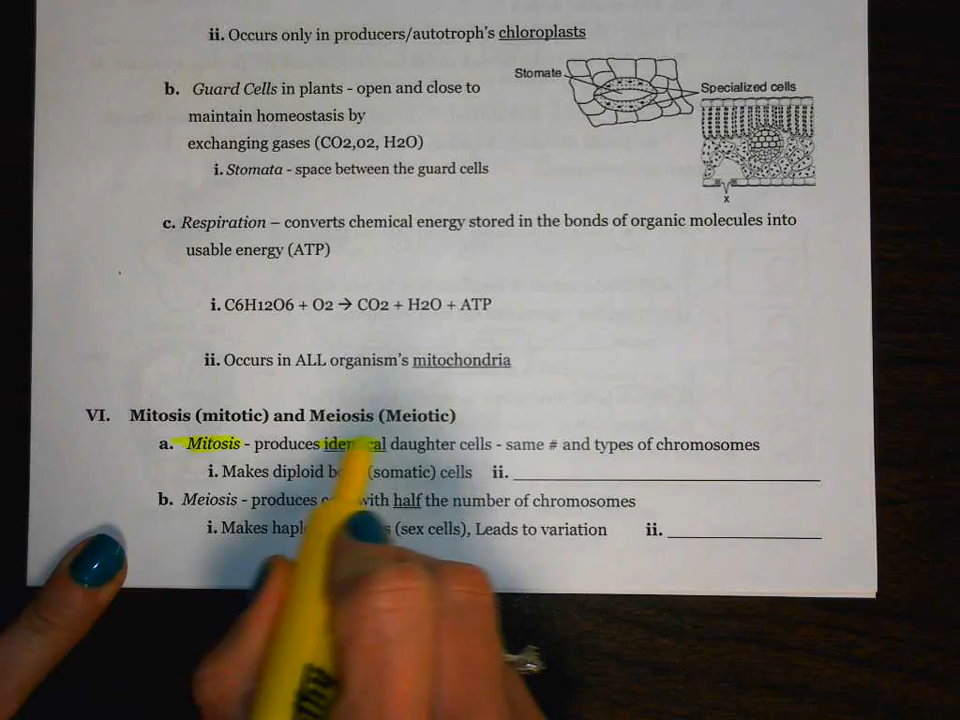 ii. Occurs only in producers/autotroph's chloroplasts
Stomate
b. Guard Cells in plants - open and close to
Specialized cells
maintain homeostasis by
exchanging gases (CO2,02, H2O)
i. Stomata - space between the guard cells
x
c. Respiration – converts chemical energy stored in the bonds of organic molecules into
usable energy (ATP)
i. C6H12O6 + O2 → CO2 + H2O + ATP
ii. Occurs in ALL organism's mitochondria
VI. Mitosis (mitotic) and Meiosis (Meiotic)
a. Mitosis - produces identical daughter cells - same # and types of chromosomes
i. Makes diploid (somatic) cells ii.
b. Meiosis - produces with half the number of chromosomes
i. Makes (sex cells), Leads to variation ii.